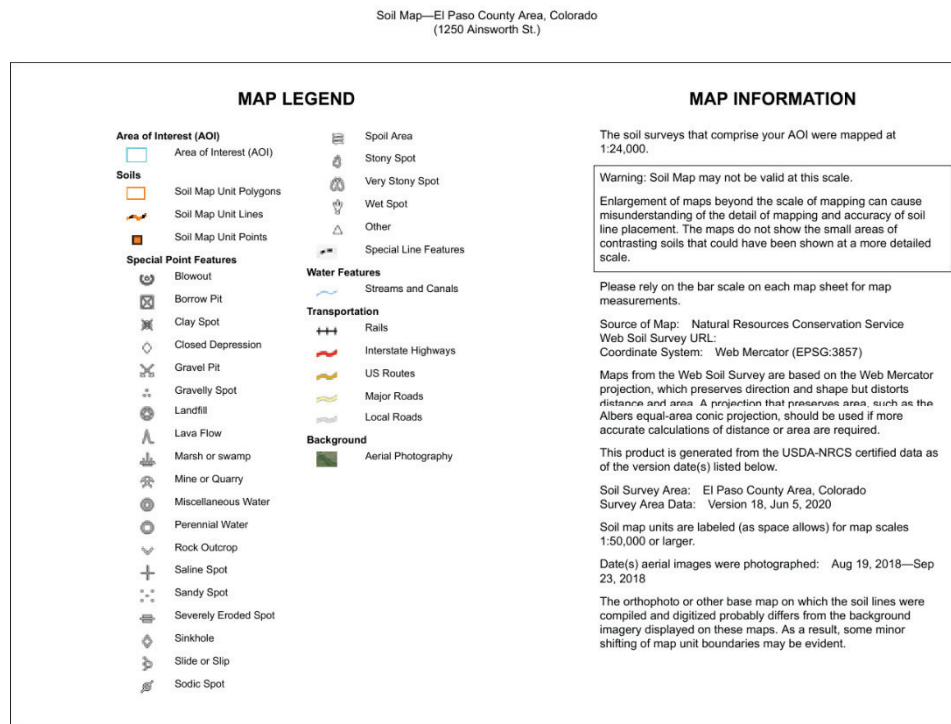 Soil Map—El Paso County Area, Colorado
(1250 Ainsworth St.)
MAP LEGEND
Area of Interest (AOI)
Area of Interest (AOI)
Soils
Soil Map Unit Polygons
Soil Map Unit Lines
Soil Map Unit Points
Special Point Features
Blowout
Borrow Pit
Clay Spot
Closed Depression
Gravel Pit
Gravelly Spot
Landfill
Lava Flow
Marsh or swamp
Mine or Quarry
Miscellaneous Water
Perennial Water
Rock Outcrop
Saline Spot
Sandy Spot
Severely Eroded Spot
Sinkhole
Slide or Slip
Sodic Spot
Spoil Area
Stony Spot
Very Stony Spot
Wet Spot
Other
Special Line Features
Water Features
Streams and Canals
Transportation
Rails
Interstate Highways
US Routes
Major Roads
Local Roads
Background
Aerial Photography
MAP INFORMATION
The soil surveys that comprise your AOI were mapped at
1:24,000.
Warning: Soil Map may not be valid at this scale.
Enlargement of maps beyond the scale of mapping can cause
misunderstanding of the detail of mapping and accuracy of soil
line placement. The maps do not show the small areas of
contrasting soils that could have been shown at a more detailed
scale.
Please rely on the bar scale on each map sheet for map
measurements.
Source of Map: Natural Resources Conservation Service
Web Soil Survey URL:
Coordinate System: Web Mercator (EPSG:3857)
Maps from the Web Soil Survey are based on the Web Mercator
projection, which preserves direction and shape but distorts
distance and area. A projection that preserves area, such as the
Albers equal-area conic projection, should be used if more
accurate calculations of distance or area are required.
This product is generated from the USDA-NRCS certified data as
of the version date(s) listed below.
Soil Survey Area: El Paso County Area, Colorado
Survey Area Data: Version 18, Jun 5, 2020
Soil map units are labeled (as space allows) for map scales
1:50,000 or larger.
Date(s) aerial images were photographed: Aug 19, 2018—Sep
23, 2018
The orthophoto or other base map on which the soil lines were
compiled and digitized probably differs from the background
imagery displayed on these maps. As a result, some minor
shifting of map unit boundaries may be evident.